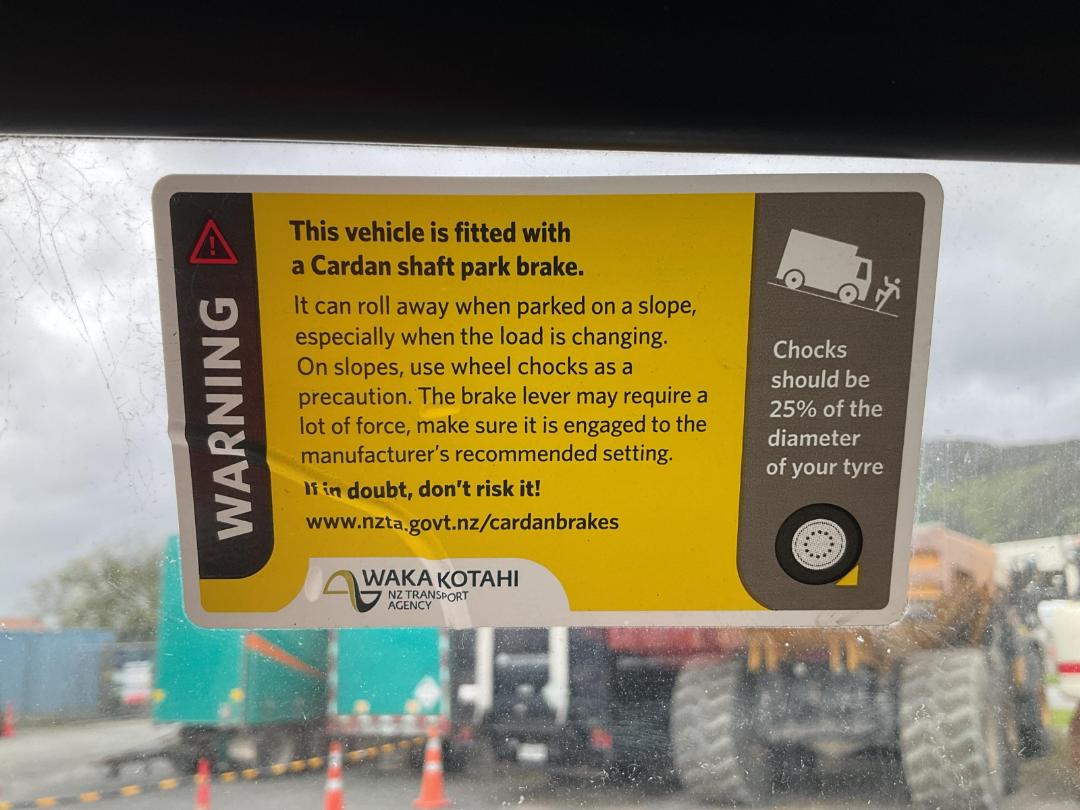 WARNING
This vehicle is fitted with
a Cardan shaft park brake.
It can roll away when parked on a slope,
especially when the load is changing.
On slopes, use wheel chocks as a
precaution. The brake lever may require a
lot of force, make sure it is engaged to the
manufacturer's recommended setting.
If in doubt, don't risk it!
www.nzta.govt.nz/cardanbrakes
WAKA KOTAHI
NZ TRANSPORT
AGENCY
Chocks
should be
25% of the
diameter
of your tyre